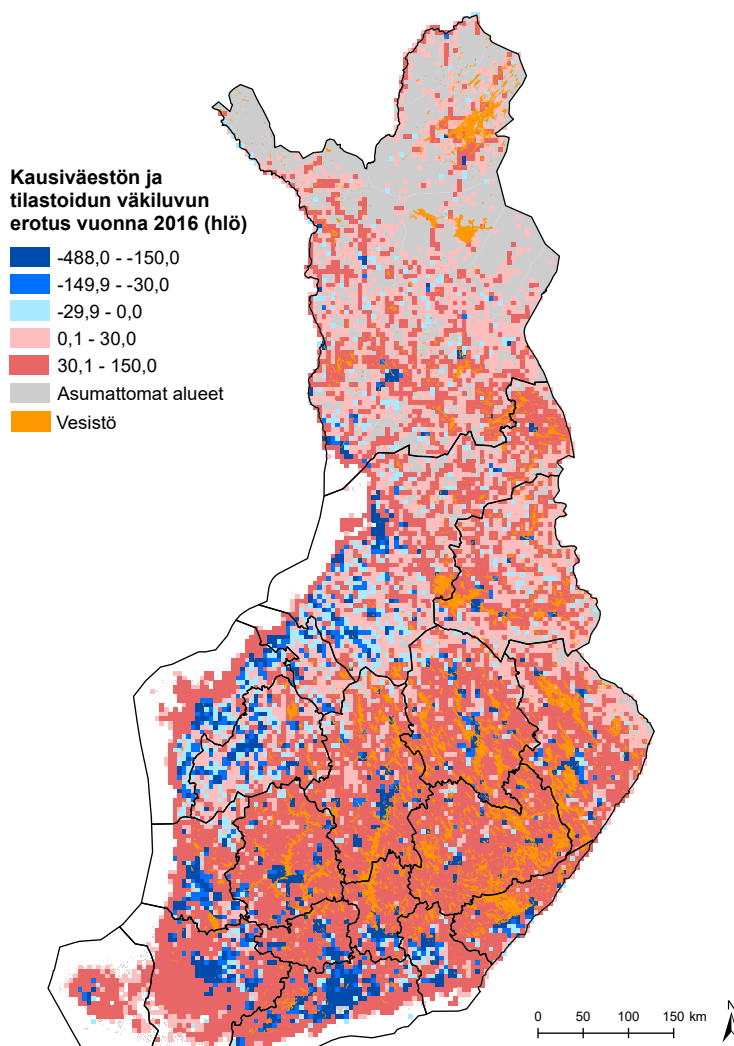 Kausiväestön ja
tilastoidun väkiluvun
erotus vuonna 2016 (hlö)
-488,0 - -150,0
-149,9 - -30,0
-29,9 - 0,0
0,1 - 30,0
30,1 - 150,0
Asumattomat alueet
Vesistö
N
0 50 100 150 km